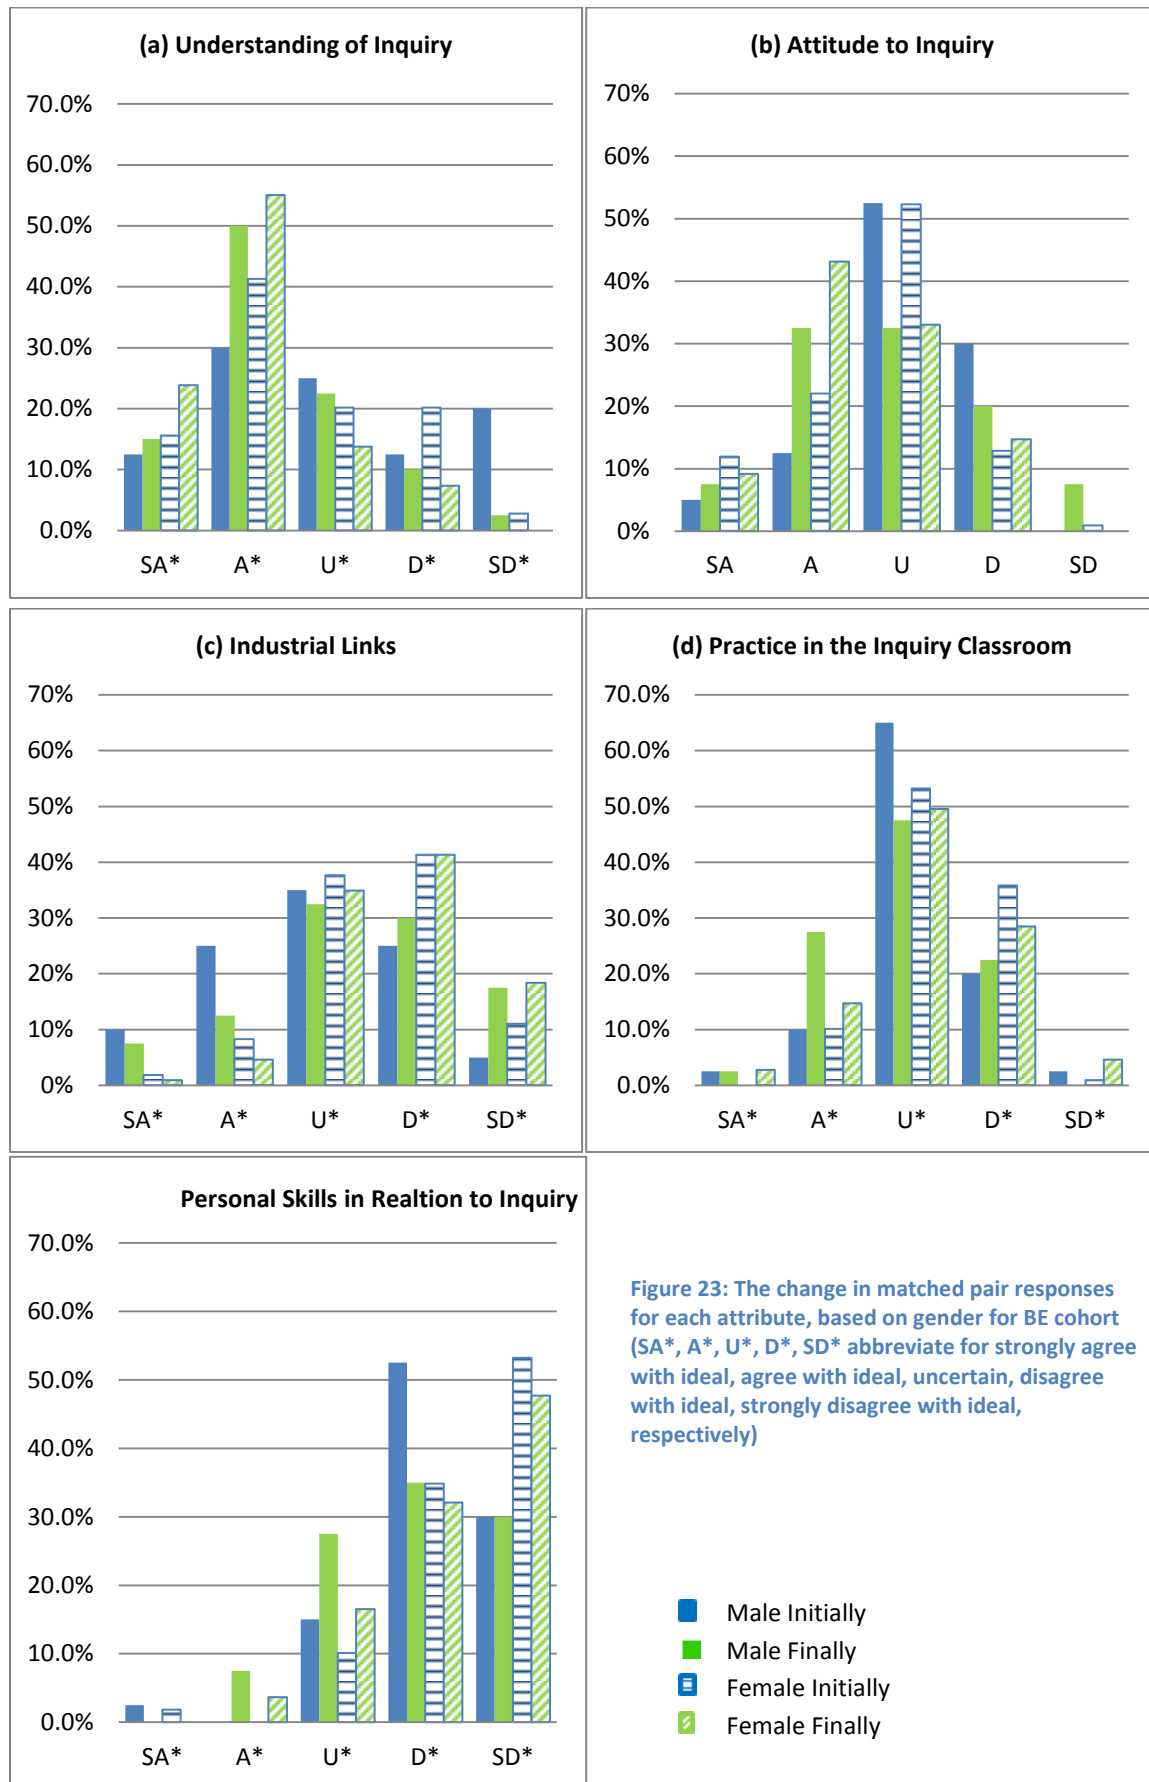 (a) Understanding of Inquiry
70.0%
60.0%
50.0%
40.0%
30.0%
20.0%
10.0%
0.0%
SA* A* U* D* SD*
(b) Attitude to Inquiry
70%
60%
50%
40%
30%
20%
10%
0%
SA A U D SD
(c) Industrial Links
70%
60%
50%
40%
30%
20%
10%
0%
SA* A* U* D* SD*
(d) Practice in the Inquiry Classroom
70.0%
60.0%
50.0%
40.0%
30.0%
20.0%
10.0%
0.0%
SA* A* U* D* SD*
Personal Skills in Realtion to Inquiry
70.0%
60.0%
50.0%
40.0%
30.0%
20.0%
10.0%
0.0%
SA* A* U* D* SD*
Figure 23: The change in matched pair responses
for each attribute, based on gender for BE cohort
(SA*, A*, U*, D*, SD* abbreviate for strongly agree
with ideal, agree with ideal, uncertain, disagree
with ideal, strongly disagree with ideal,
respectively)
Male Initially
Male Finally
Female Initially
Female Finally